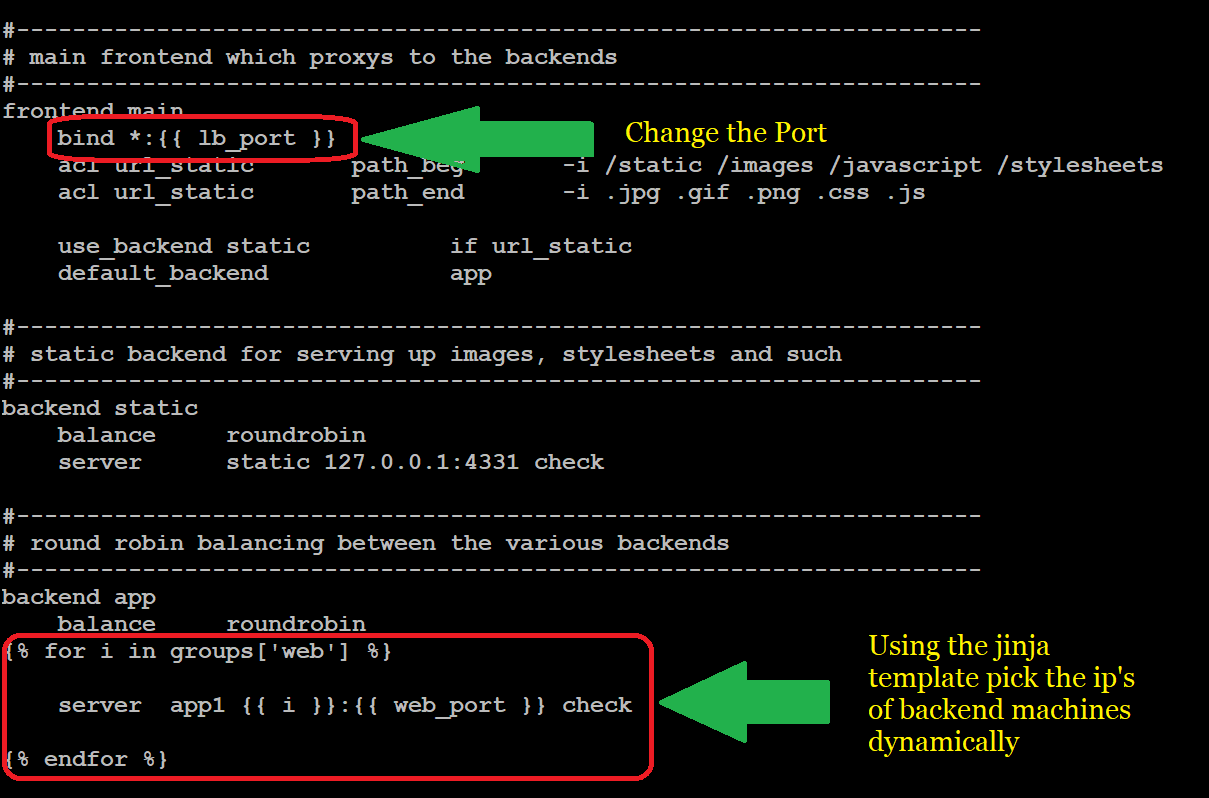 #---------------------------------------------------------------------
# main frontend which proxys to the backends
#---------------------------------------------------------------------
frontend main
    bind *:{{ lb_port }}
Change the Port
    acl url_static       path_beg       -i /static /images /javascript /stylesheets
    acl url_static       path_end       -i .jpg .gif .png .css .js
    use_backend static          if url_static
    default_backend             app
#---------------------------------------------------------------------
# static backend for serving up images, stylesheets and such
#---------------------------------------------------------------------
backend static
    balance     roundrobin
    server      static 127.0.0.1:4331 check
#---------------------------------------------------------------------
# round robin balancing between the various backends
#---------------------------------------------------------------------
backend app
    balance     roundrobin
{% for i in groups['web'] %}
    server  app1 {{ i }}:{{ web_port }} check
{% endfor %}
Using the jinja
template pick the ip's
of backend machines
dynamically